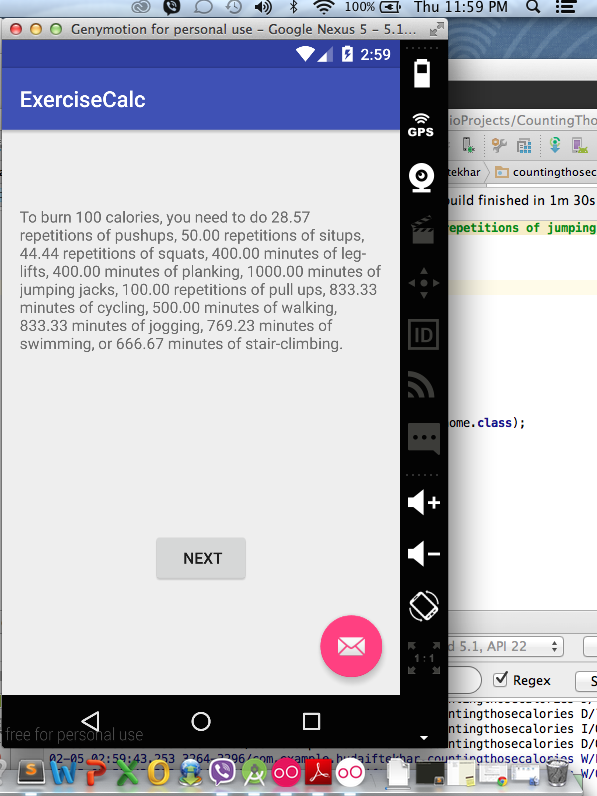 100%
Thu 11:59 PM
Genymotion for personal use - Google Nexus 5 - 5.1...
2:59
ExerciseCalc
GPS
ioProjects/CountingTho
tekhar
countingthosec
uild finished in 1m 30s
epetitions of jumping
To burn 100 calories, you need to do 28.57
repetitions of pushups, 50.00 repetitions of situps,
44.44 repetitions of squats, 400.00 minutes of leg-
lifts, 400.00 minutes of planking, 1000.00 minutes of
jumping jacks, 100.00 repetitions of pull ups, 833.33
minutes of cycling, 500.00 minutes of walking,
833.33 minutes of jogging, 769.23 minutes of
swimming, or 666.67 minutes of stair-climbing.
ID
ome.class);
NEXT
1:1
d 5.1, API 22
Regex
S
ntingthosecalories D/
ntingthosecalories I/O
ntingthosecalories D/
free for personal use
02-05 02:59:43.253 3264-3296/com.example.hydaiftekhar.countingthosecalories W/